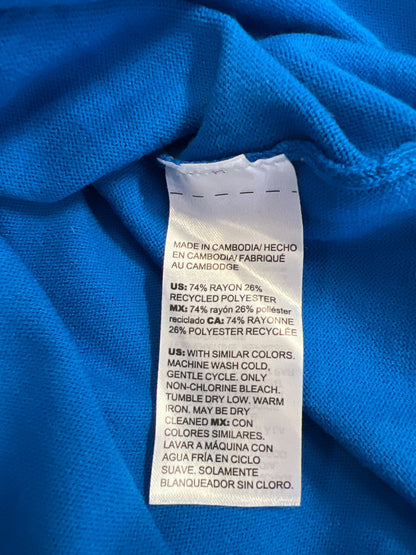 MADE IN CAMBODIA/ HECHO
EN CAMBODIA/ FABRIQUÉ
AU CAMBODGE
US: 74% RAYON 26%
RECYCLED POLYESTER
MX: 74% rayón 26% poliéster
reciclado CA: 74% RAYONNE
26% POLYESTER RECYCLÉE
US: WITH SIMILAR COLORS.
MACHINE WASH COLD,
GENTLE CYCLE. ONLY
NON-CHLORINE BLEACH.
TUMBLE DRY LOW. WARM
IRON. MAY BE DRY
CLEANED MX: CON
COLORES SIMILARES.
LAVAR A MÁQUINA CON
AGUA FRÍA EN CICLO
SUAVE. SOLAMENTE
BLANQUEADOR SIN CLORO.